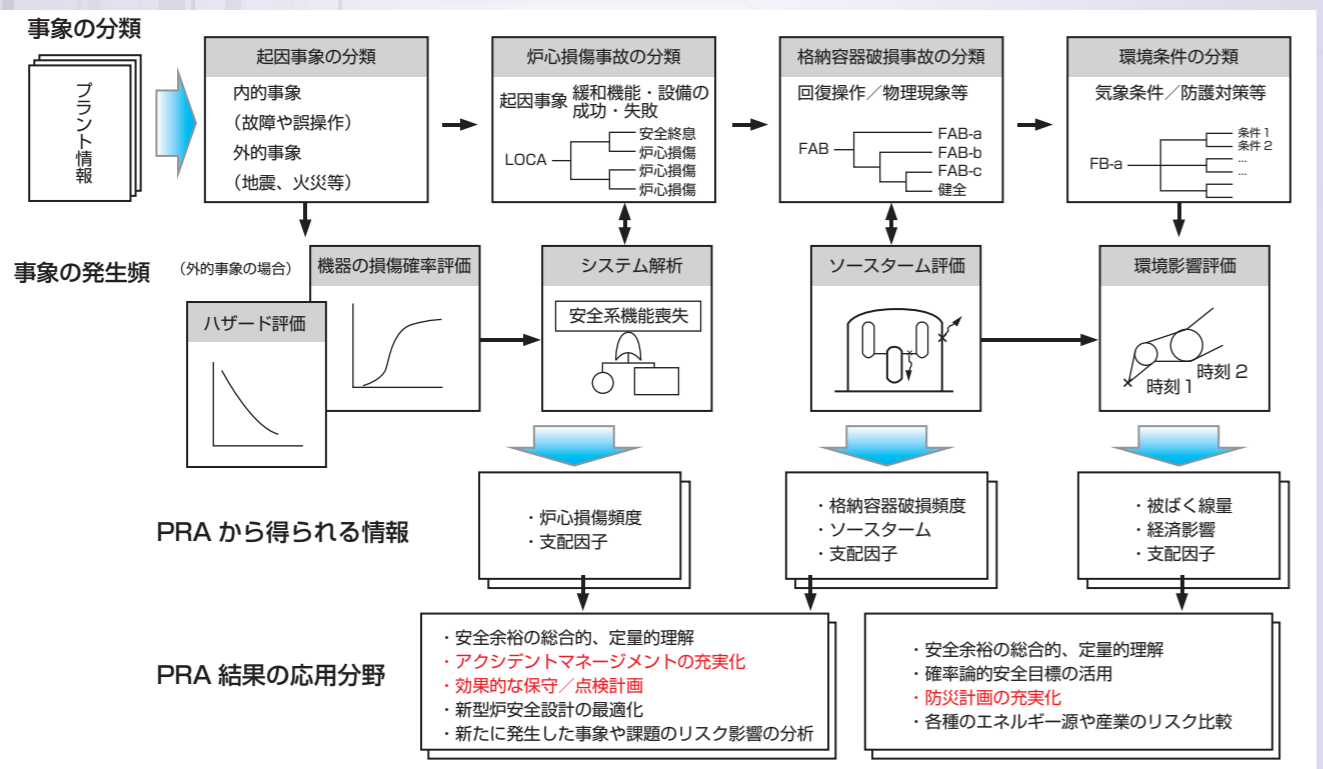 事象の分類
プラント情報
起因事象の分類
内的事象
（故障や誤操作）
外的事象
（地震、火災等）
炉心損傷事故の分類
起因事象 緩和機能・設備の
成功・失敗
LOCA
安全終息
炉心損傷
炉心損傷
炉心損傷
格納容器破損事故の分類
回復操作／物理現象等
FAB
FAB-a
FAB-b
FAB-c
健全
環境条件の分類
気象条件／防護対策等
FB-a
条件1
条件2
...
...
事象の発生頻
（外的事象の場合）
機器の損傷確率評価
ハザード評価
システム解析
安全系機能喪失
ソースターム評価
環境影響評価
時刻1
時刻2
PRA から得られる情報
・炉心損傷頻度
・支配因子
・格納容器破損頻度
・ソースターム
・支配因子
・被ばく線量
・経済影響
・支配因子
PRA 結果の応用分野
・安全余裕の総合的、定量的理解
・アクシデントマネージメントの充実化
・効果的な保守／点検計画
・新型炉安全設計の最適化
・新たに発生した事象や課題のリスク影響の分析
・安全余裕の総合的、定量的理解
・確率論的安全目標の活用
・防災計画の充実化
・各種のエネルギー源や産業のリスク比較